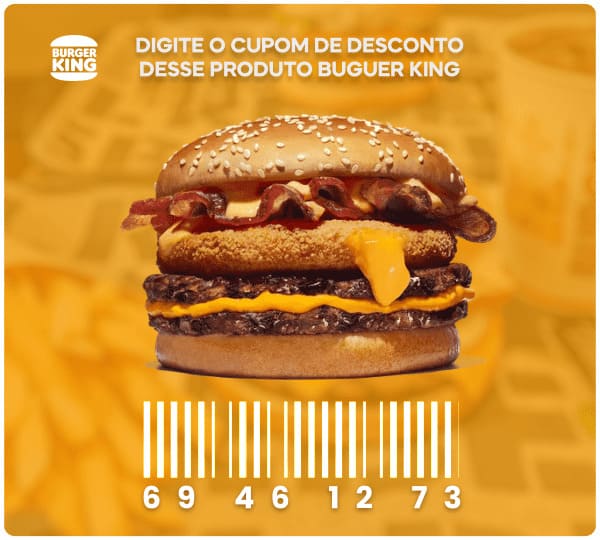 BURGER
KING
DIGITE O CUPOM DE DESCONTO
DESSE PRODUTO BUGUER KING
69 46 12 73